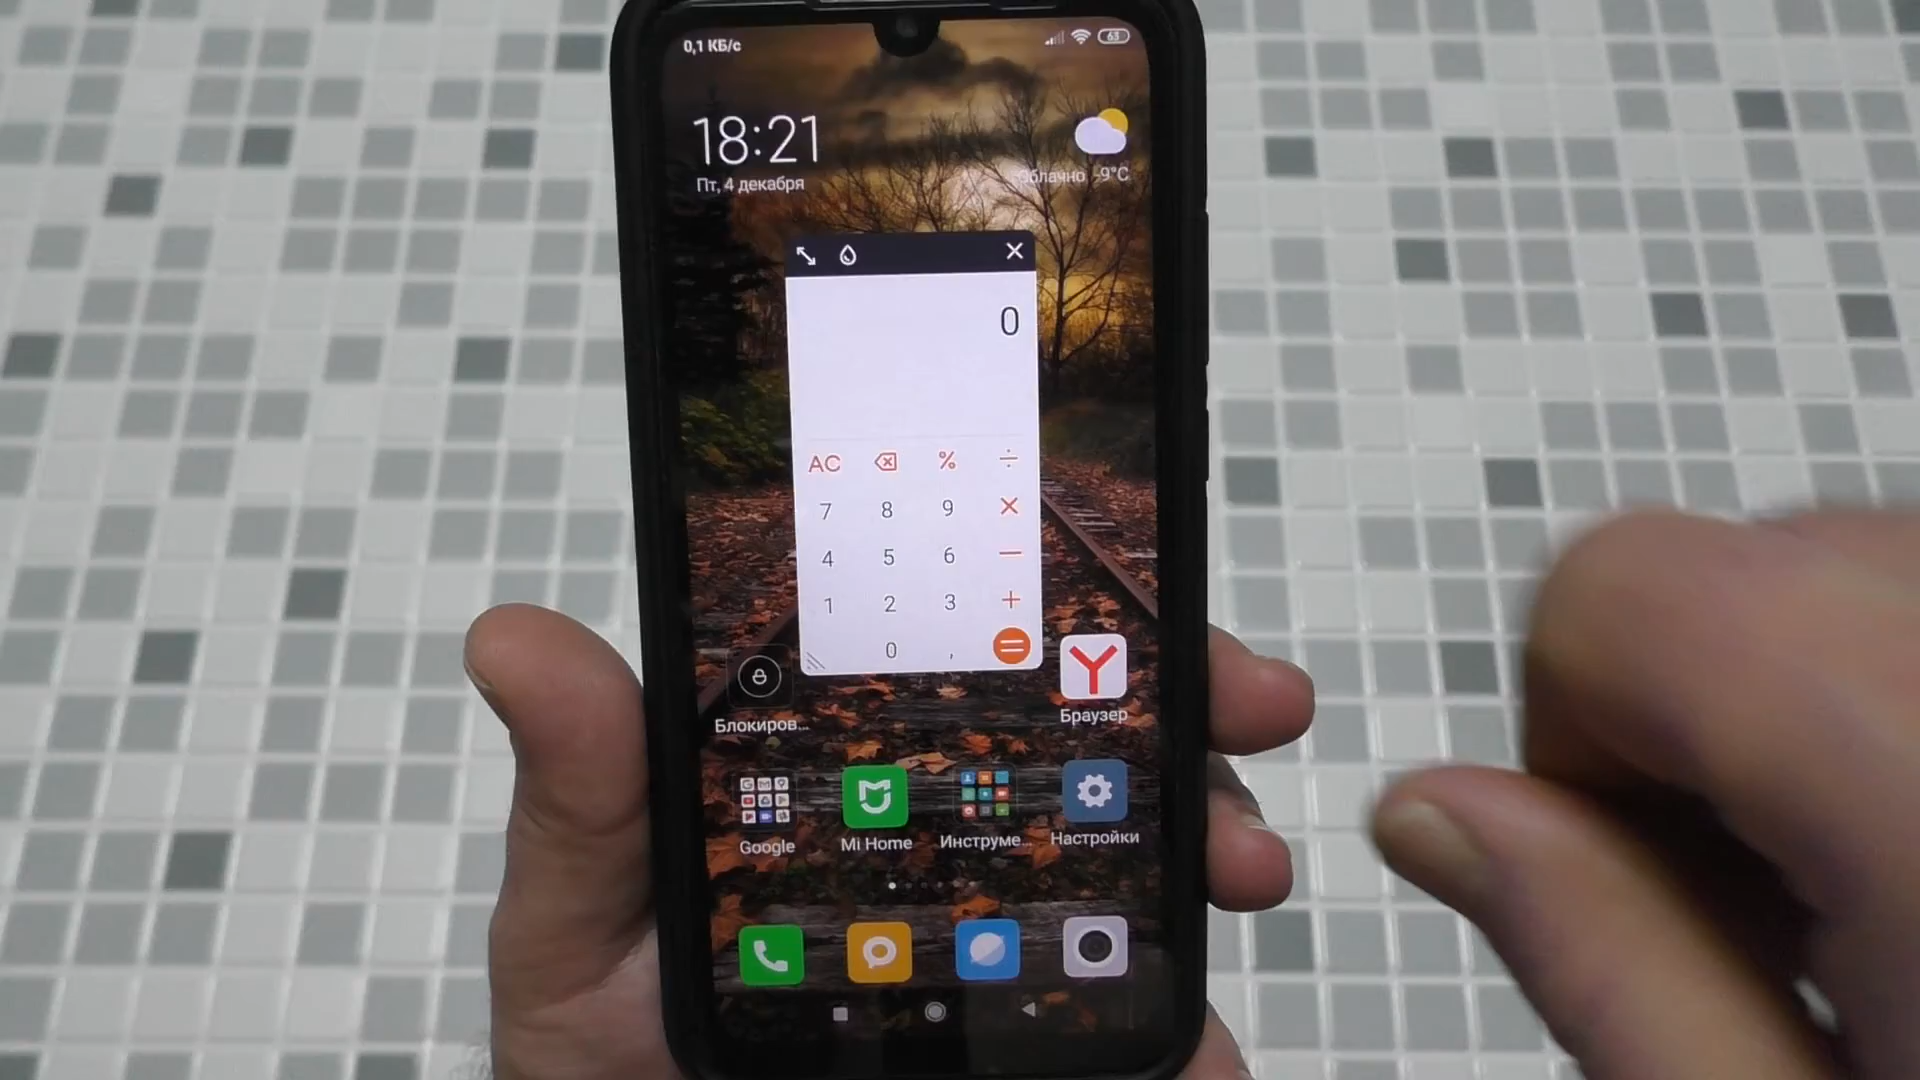 0,1 КБ/с
63
18:21
Пт, 4 декабря
Облачно -9°C
0
AC % ÷
7 8 9 ×
4 5 6 −
1 2 3 +
0 , =
Блокиров...
Браузер
Google
Mi Home
Инструме...
Настройки